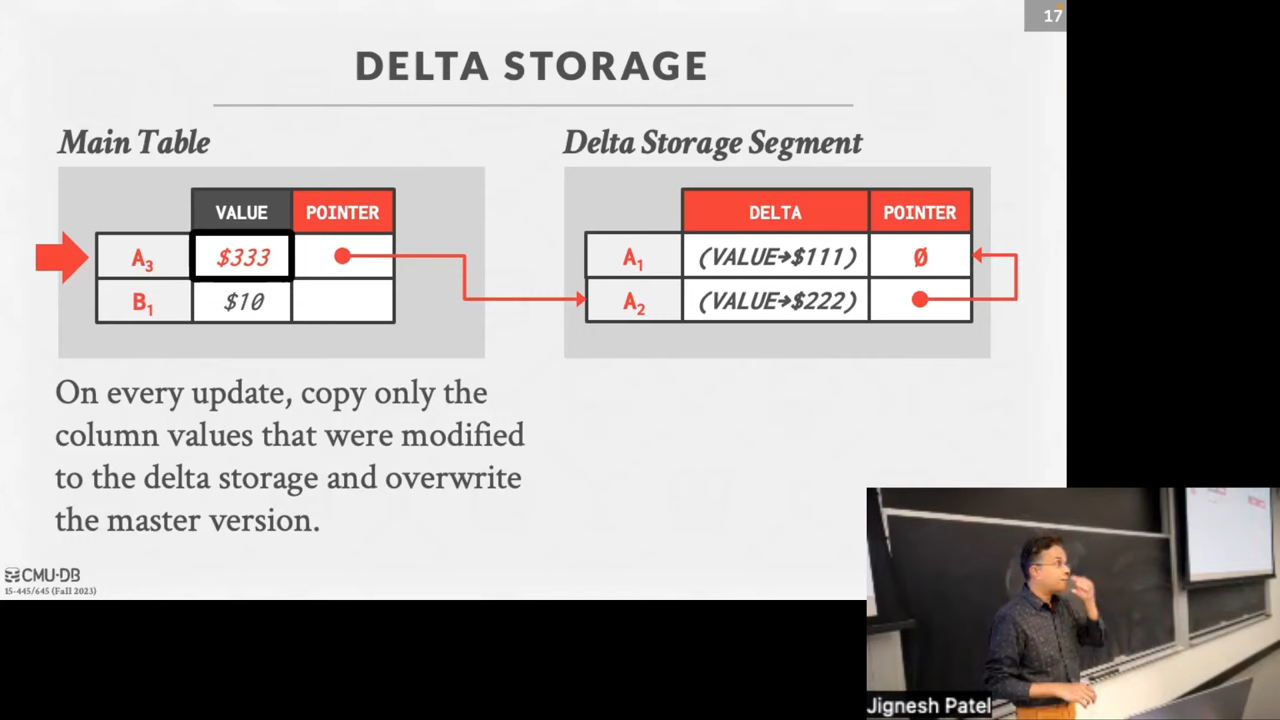 17
DELTA STORAGE
Main Table
VALUE POINTER
A₃ $333
B₁ $10
Delta Storage Segment
DELTA POINTER
A₁ (VALUE→$111) Ø
A₂ (VALUE→$222)
On every update, copy only the
column values that were modified
to the delta storage and overwrite
the master version.
CMU·DB
15-445/645 (Fall 2023)
Jignesh Patel